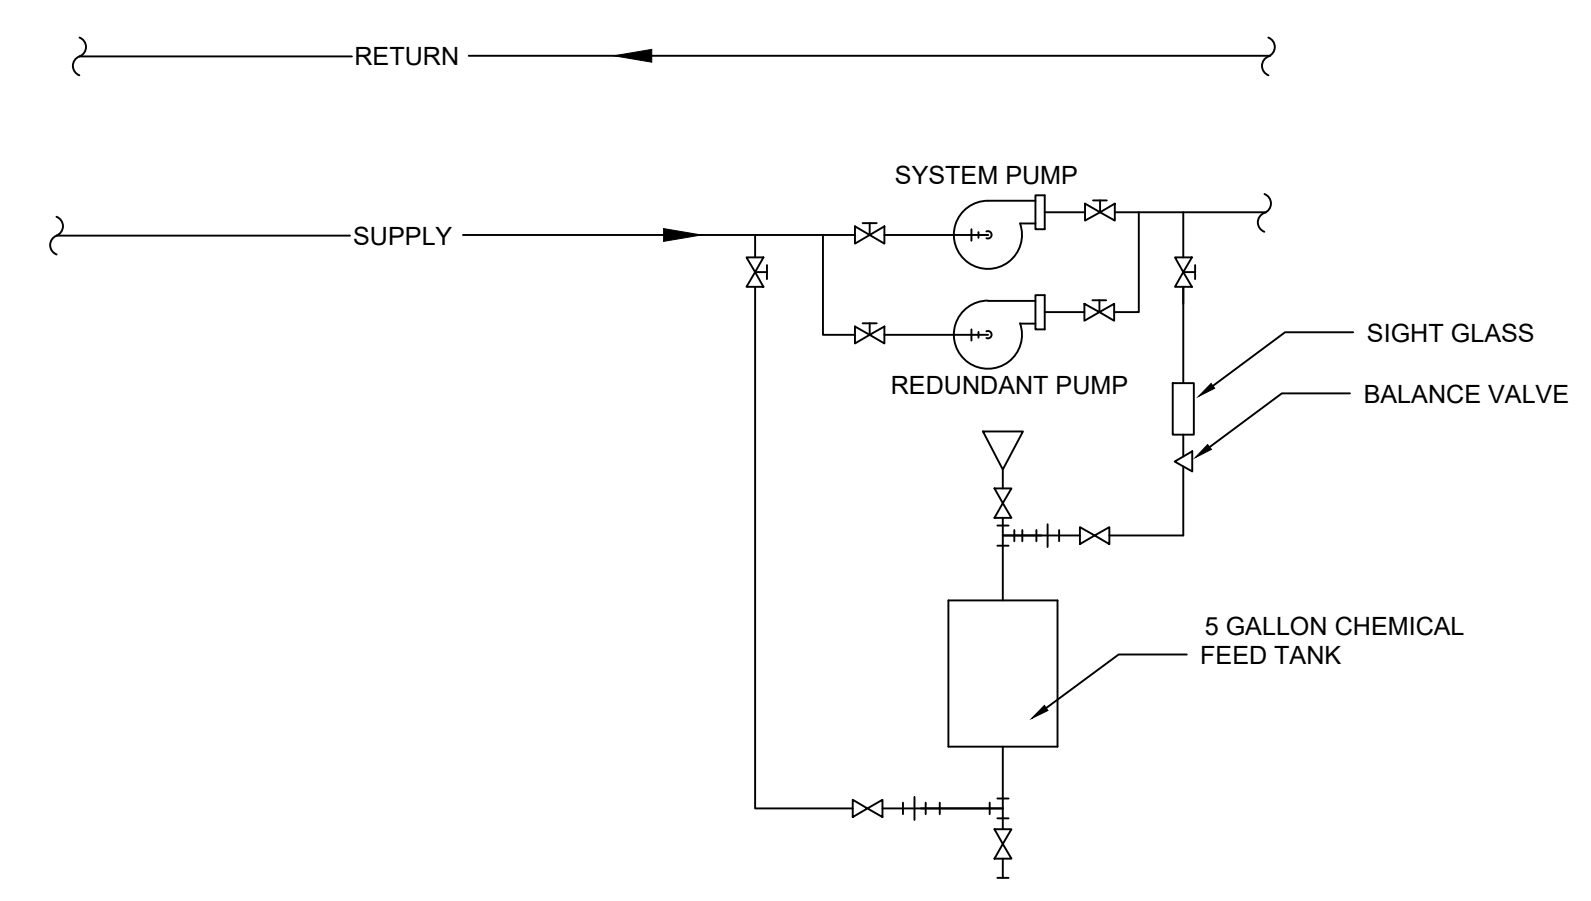 RETURN
SYSTEM PUMP
SUPPLY
SIGHT GLASS
REDUNDANT PUMP
BALANCE VALVE
5 GALLON CHEMICAL
FEED TANK